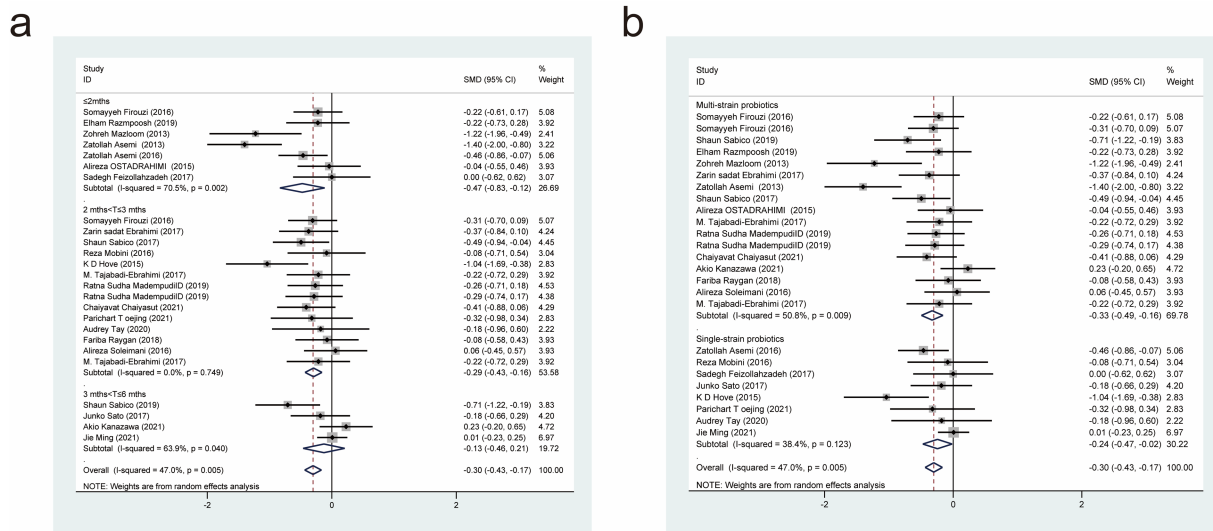 a
Study %
ID SMD (95% CI) Weight
≤2mths
Somayyeh Firouzi (2016) -0.22 (-0.61, 0.17) 5.08
Elham Razmpoosh (2019) -0.22 (-0.73, 0.28) 3.92
Zohreh Mazloom (2013) -1.22 (-1.96, -0.49) 2.41
Zatollah Asemi (2013) -1.40 (-2.00, -0.80) 3.22
Zatollah Asemi (2016) -0.46 (-0.86, -0.07) 5.06
Alireza OSTADRAHIMI (2015) -0.04 (-0.55, 0.46) 3.93
Sadegh Feizollahzadeh (2017) 0.00 (-0.62, 0.62) 3.07
Subtotal (I-squared = 70.5%, p = 0.002) -0.47 (-0.83, -0.12) 26.69
.
2 mths<T≤3 mths
Somayyeh Firouzi (2016) -0.31 (-0.70, 0.09) 5.07
Zarin sadat Ebrahimi (2017) -0.37 (-0.84, 0.10) 4.24
Shaun Sabico (2017) -0.49 (-0.94, -0.04) 4.45
Reza Mobini (2016) -0.08 (-0.71, 0.54) 3.04
K D Hove (2015) -1.04 (-1.69, -0.38) 2.83
M. Tajabadi-Ebrahimi (2017) -0.22 (-0.72, 0.29) 3.92
Ratna Sudha MadempudiID (2019) -0.26 (-0.71, 0.18) 4.53
Ratna Sudha MadempudiID (2019) -0.29 (-0.74, 0.17) 4.38
Chaiyavat Chaiyasut (2021) -0.41 (-0.88, 0.06) 4.29
Parichart T oejing (2021) -0.32 (-0.98, 0.34) 2.83
Audrey Tay (2020) -0.18 (-0.96, 0.60) 2.22
Fariba Raygan (2018) -0.08 (-0.58, 0.43) 3.93
Alireza Soleimani (2016) 0.06 (-0.45, 0.57) 3.93
M. Tajabadi-Ebrahimi (2017) -0.22 (-0.72, 0.29) 3.92
Subtotal (I-squared = 0.0%, p = 0.749) -0.29 (-0.43, -0.16) 53.58
.
3 mths<T≤6 mths
Shaun Sabico (2019) -0.71 (-1.22, -0.19) 3.83
Junko Sato (2017) -0.18 (-0.66, 0.29) 4.20
Akio Kanazawa (2021) 0.23 (-0.20, 0.65) 4.72
Jie Ming (2021) 0.01 (-0.23, 0.25) 6.97
Subtotal (I-squared = 63.9%, p = 0.040) -0.13 (-0.46, 0.21) 19.72
.
Overall (I-squared = 47.0%, p = 0.005) -0.30 (-0.43, -0.17) 100.00
NOTE: Weights are from random effects analysis
-2 0 2
b
Study %
ID SMD (95% CI) Weight
Multi-strain probiotics
Somayyeh Firouzi (2016) -0.22 (-0.61, 0.17) 5.08
Somayyeh Firouzi (2016) -0.31 (-0.70, 0.09) 5.07
Shaun Sabico (2019) -0.71 (-1.22, -0.19) 3.83
Elham Razmpoosh (2019) -0.22 (-0.73, 0.28) 3.92
Zohreh Mazloom (2013) -1.22 (-1.96, -0.49) 2.41
Zarin sadat Ebrahimi (2017) -0.37 (-0.84, 0.10) 4.24
Zatollah Asemi (2013) -1.40 (-2.00, -0.80) 3.22
Shaun Sabico (2017) -0.49 (-0.94, -0.04) 4.45
Alireza OSTADRAHIMI (2015) -0.04 (-0.55, 0.46) 3.93
M. Tajabadi-Ebrahimi (2017) -0.22 (-0.72, 0.29) 3.92
Ratna Sudha MadempudiID (2019) -0.26 (-0.71, 0.18) 4.53
Ratna Sudha MadempudiID (2019) -0.29 (-0.74, 0.17) 4.38
Chaiyavat Chaiyasut (2021) -0.41 (-0.88, 0.06) 4.29
Akio Kanazawa (2021) 0.23 (-0.20, 0.65) 4.72
Fariba Raygan (2018) -0.08 (-0.58, 0.43) 3.93
Alireza Soleimani (2016) 0.06 (-0.45, 0.57) 3.93
M. Tajabadi-Ebrahimi (2017) -0.22 (-0.72, 0.29) 3.92
Subtotal (I-squared = 50.8%, p = 0.009) -0.33 (-0.49, -0.16) 69.78
.
Single-strain probiotics
Zatollah Asemi (2016) -0.46 (-0.86, -0.07) 5.06
Reza Mobini (2016) -0.08 (-0.71, 0.54) 3.04
Sadegh Feizollahzadeh (2017) 0.00 (-0.62, 0.62) 3.07
Junko Sato (2017) -0.18 (-0.66, 0.29) 4.20
K D Hove (2015) -1.04 (-1.69, -0.38) 2.83
Parichart T oejing (2021) -0.32 (-0.98, 0.34) 2.83
Audrey Tay (2020) -0.18 (-0.96, 0.60) 2.22
Jie Ming (2021) 0.01 (-0.23, 0.25) 6.97
Subtotal (I-squared = 38.4%, p = 0.123) -0.24 (-0.47, -0.02) 30.22
.
Overall (I-squared = 47.0%, p = 0.005) -0.30 (-0.43, -0.17) 100.00
NOTE: Weights are from random effects analysis
-2 0 2